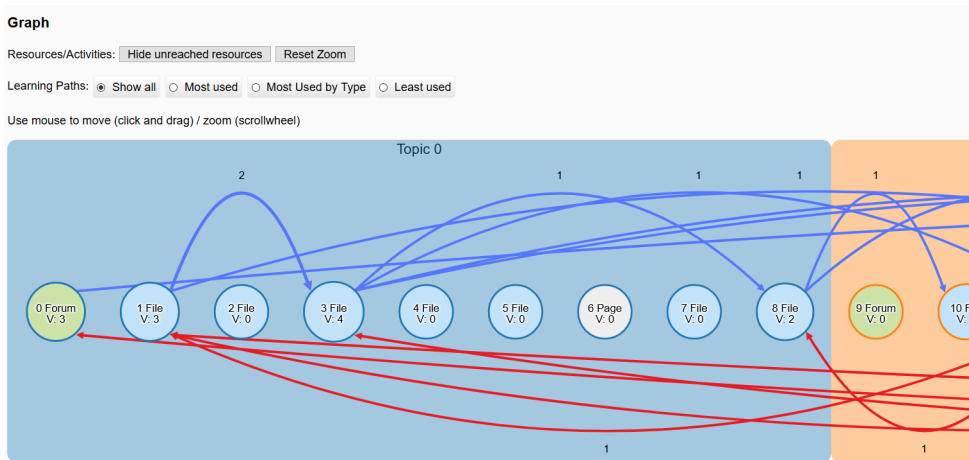 Graph
Resources/Activities: Hide unreached resources Reset Zoom
Learning Paths: Show all Most used Most Used by Type Least used
Use mouse to move (click and drag) / zoom (scrollwheel)
Topic 0
2 1 1 1 1
0 Forum 1 File 2 File 3 File 4 File 5 File 6 Page 7 File 8 File 9 Forum 10 F
V: 3 V: 3 V: 0 V: 4 V: 0 V: 0 V: 0 V: 0 V: 2 V: 0 V:
1 1